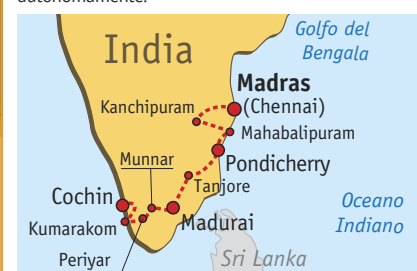 autonomamente.
India
Golfo del
Bengala
Madras
(Chennai)
Kanchipuram
Mahabalipuram
Munnar
Pondicherry
Tanjore
Cochin
Madurai
Kumarakom
Periyar
Oceano
Indiano
Sri Lanka